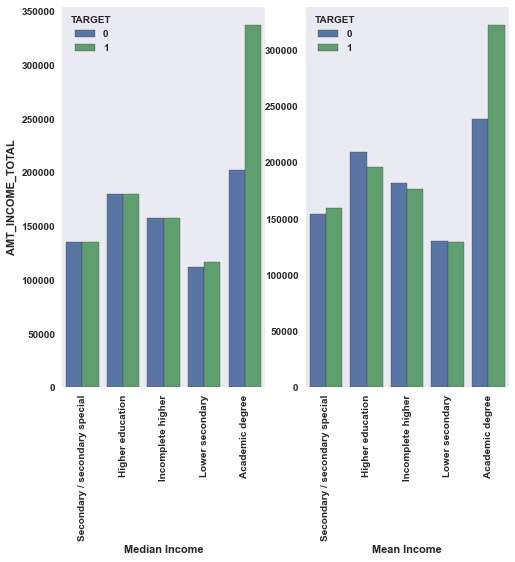 TARGET
0
1
350000
300000
250000
200000
150000
100000
50000
0
AMT_INCOME_TOTAL
Secondary / secondary special
Higher education
Incomplete higher
Lower secondary
Academic degree
Median Income
TARGET
0
1
300000
250000
200000
150000
100000
50000
0
Secondary / secondary special
Higher education
Incomplete higher
Lower secondary
Academic degree
Mean Income